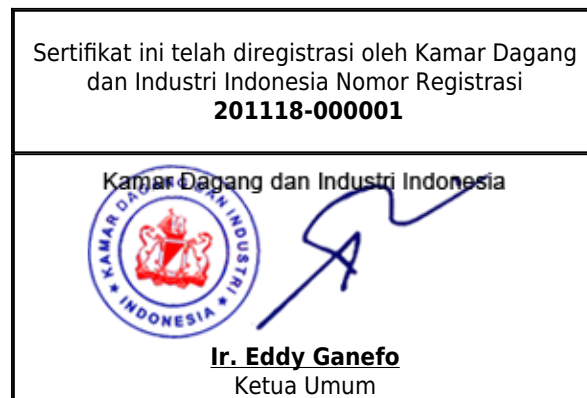 Sertifikat ini telah diregistrasi oleh Kamar Dagang
dan Industri Indonesia Nomor Registrasi
201118-000001
Kamar Dagang dan Industri Indonesia
KAMAR DAGANG DAN INDUSTRI
INDONESIA
Ir. Eddy Ganefo
Ketua Umum